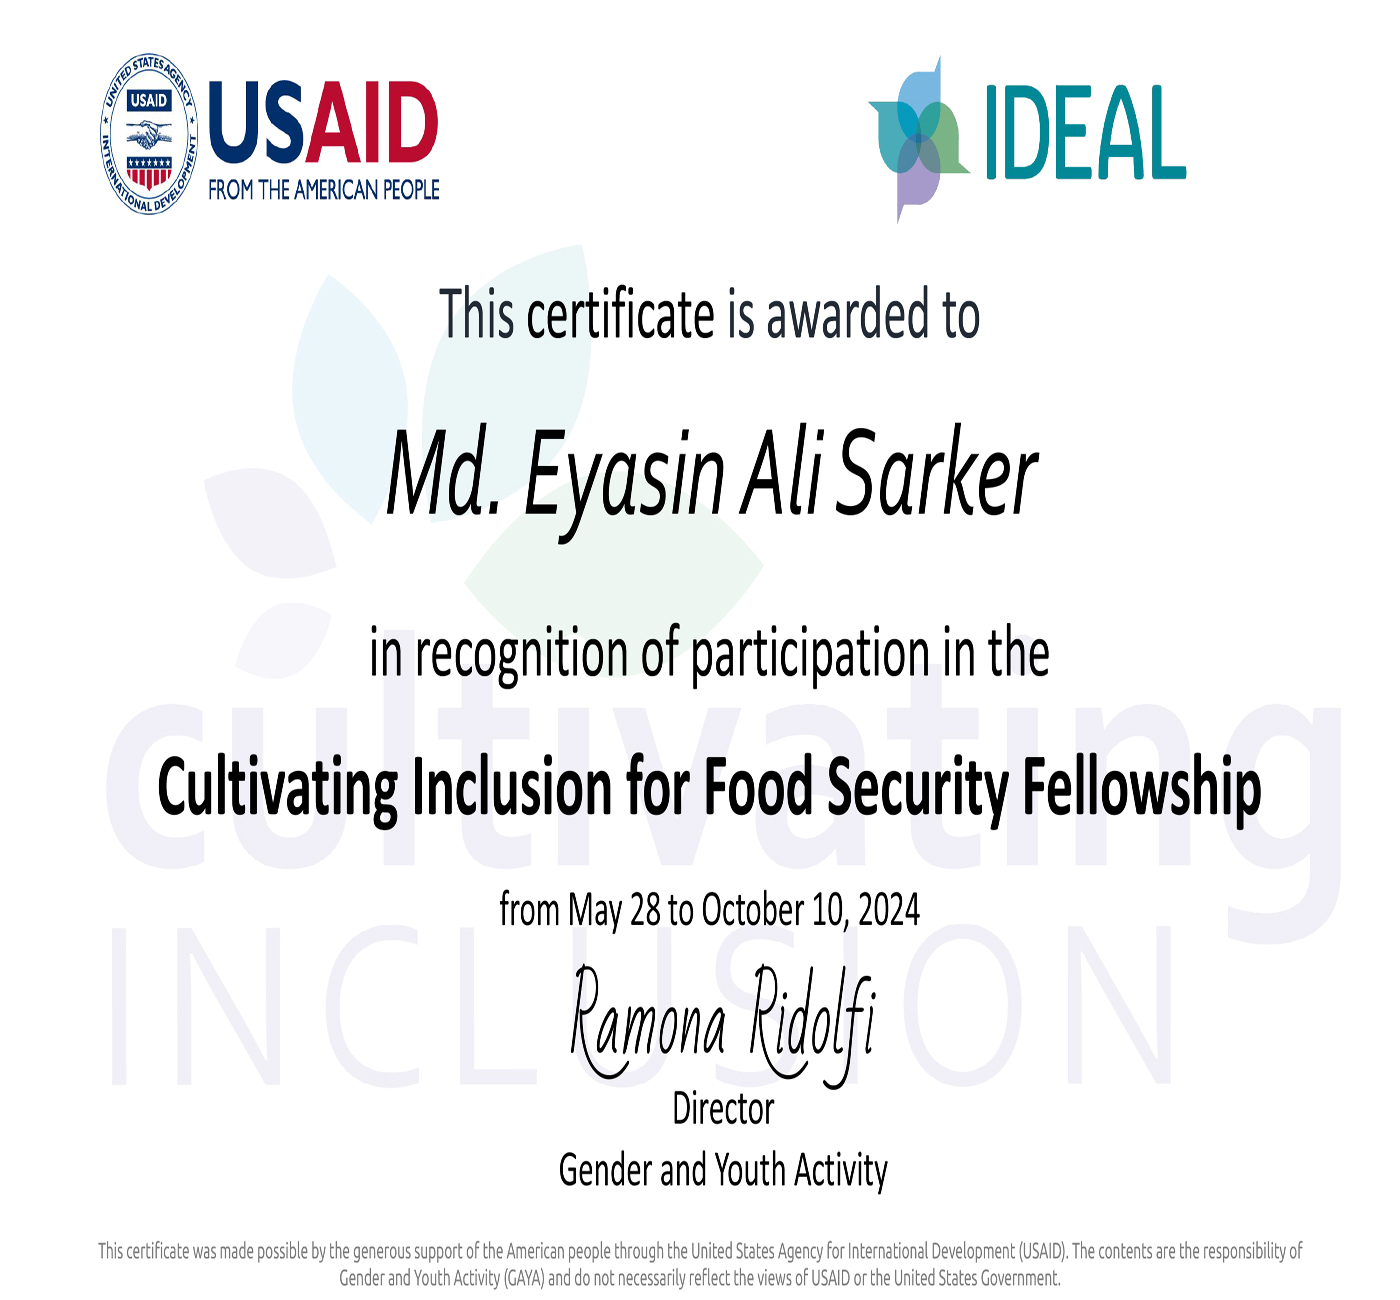 UNITED STATES AGENCY
USAID
INTERNATIONAL DEVELOPMENT
USAID
FROM THE AMERICAN PEOPLE
IDEAL
This certificate is awarded to
Md. Eyasin Ali Sarker
in recognition of participation in the
cultivating
Cultivating Inclusion for Food Security Fellowship
from May 28 to October 10, 2024
INCLUSION
Ramona Ridolfi
Director
Gender and Youth Activity
This certificate was made possible by the generous support of the American people through the United States Agency for International Development (USAID). The contents are the responsibility of
Gender and Youth Activity (GAYA) and do not necessarily reflect the views of USAID or the United States Government.